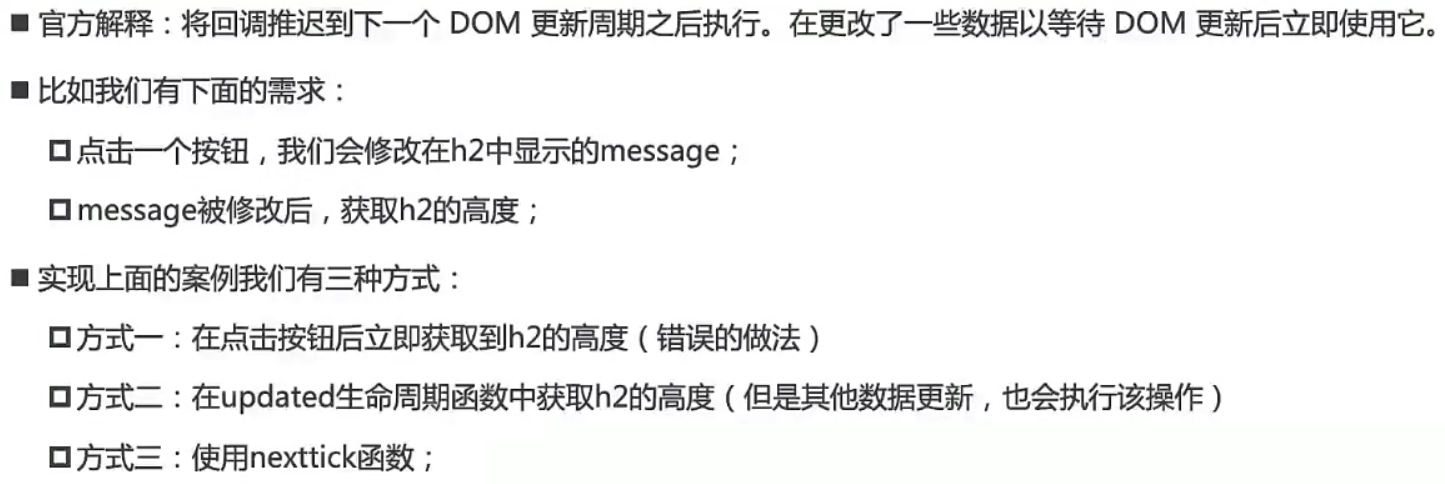 ■ 官方解释：将回调推迟到下一个 DOM 更新周期之后执行。在更改了一些数据以等待 DOM 更新后立即使用它。
■ 比如我们有下面的需求：
点击一个按钮，我们会修改在h2中显示的message；
message被修改后，获取h2的高度；
■ 实现上面的案例我们有三种方式：
方式一：在点击按钮后立即获取到h2的高度（错误的做法）
方式二：在updated生命周期函数中获取h2的高度（但是其他数据更新，也会执行该操作）
方式三：使用nexttick函数；